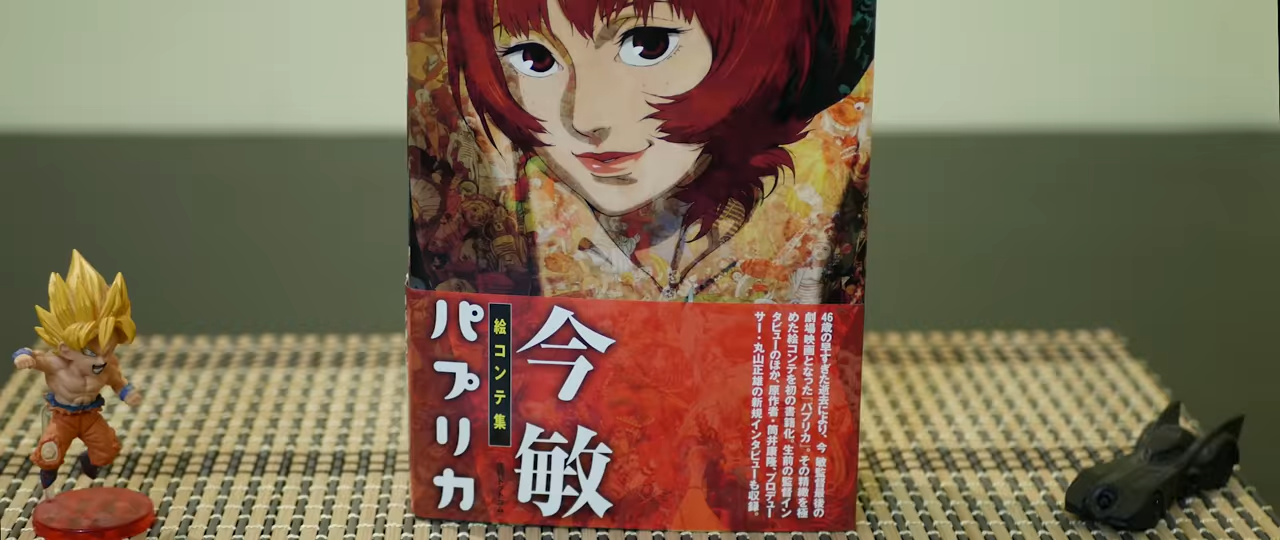 46歳の早すぎた逝去により、今 敏監督最後の
劇場映画となった『パプリカ』。その精緻を極
めた絵コンテを初の書籍化。生前の監督イン
タビューのほか、原作者・筒井康隆、プロデュー
サー・丸山正雄の新規インタビューも収録。
今 敏
絵コンテ集
パプリカ